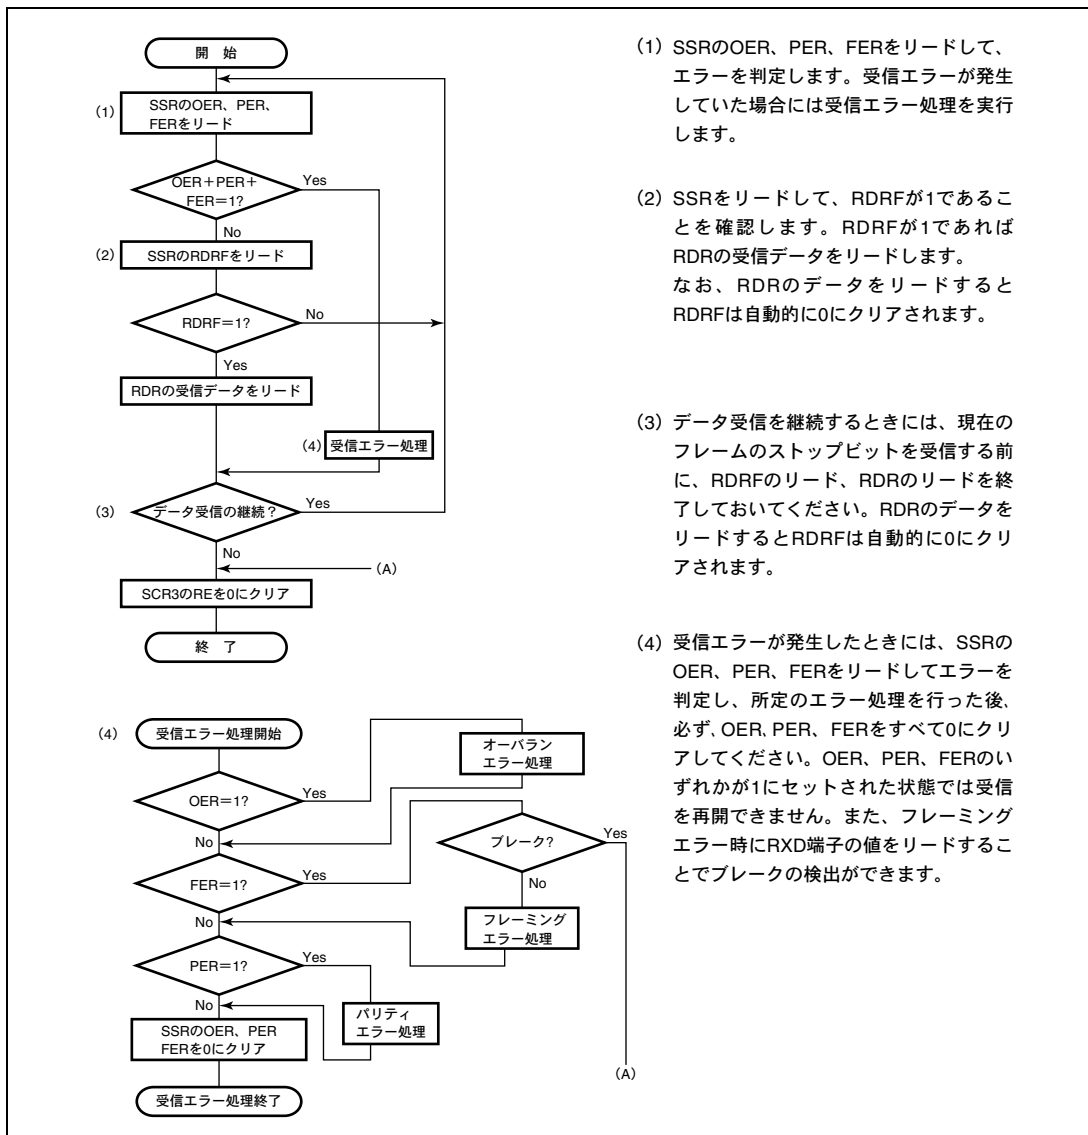 開　始
(1)
SSRのOER、PER、
FERをリード
OER＋PER＋
FER＝1?
Yes
No
(2)
SSRのRDRFをリード
RDRF＝1?
No
Yes
RDRの受信データをリード
(4)
受信エラー処理
(3)
データ受信の継続？
Yes
No
(A)
SCR3のREを0にクリア
終　了
(4)
受信エラー処理開始
オーバラン
エラー処理
OER＝1?
Yes
No
ブレーク?
Yes
FER＝1?
Yes
No
No
フレーミング
エラー処理
PER＝1?
Yes
No
パリティ
エラー処理
SSRのOER、PER
FERを0にクリア
(A)
受信エラー処理終了
(1) SSRのOER、PER、FERをリードして、
エラーを判定します。受信エラーが発生
していた場合には受信エラー処理を実行
します。
(2) SSRをリードして、RDRFが1であるこ
とを確認します。RDRFが1であれば
RDRの受信データをリードします。
なお、RDRのデータをリードすると
RDRFは自動的に0にクリアされます。
(3) データ受信を継続するときには、現在の
フレームのストップビットを受信する前
に、RDRFのリード、RDRのリードを終
了しておいてください。RDRのデータを
リードするとRDRFは自動的に0にクリ
アされます。
(4) 受信エラーが発生したときには、SSRの
OER、PER、FERをリードしてエラーを
判定し、所定のエラー処理を行った後、
必ず、OER、PER、FERをすべて0にクリ
アしてください。OER、PER、FERのい
ずれかが1にセットされた状態では受信
を再開できません。また、フレーミング
エラー時にRXD端子の値をリードするこ
とでブレークの検出ができます。